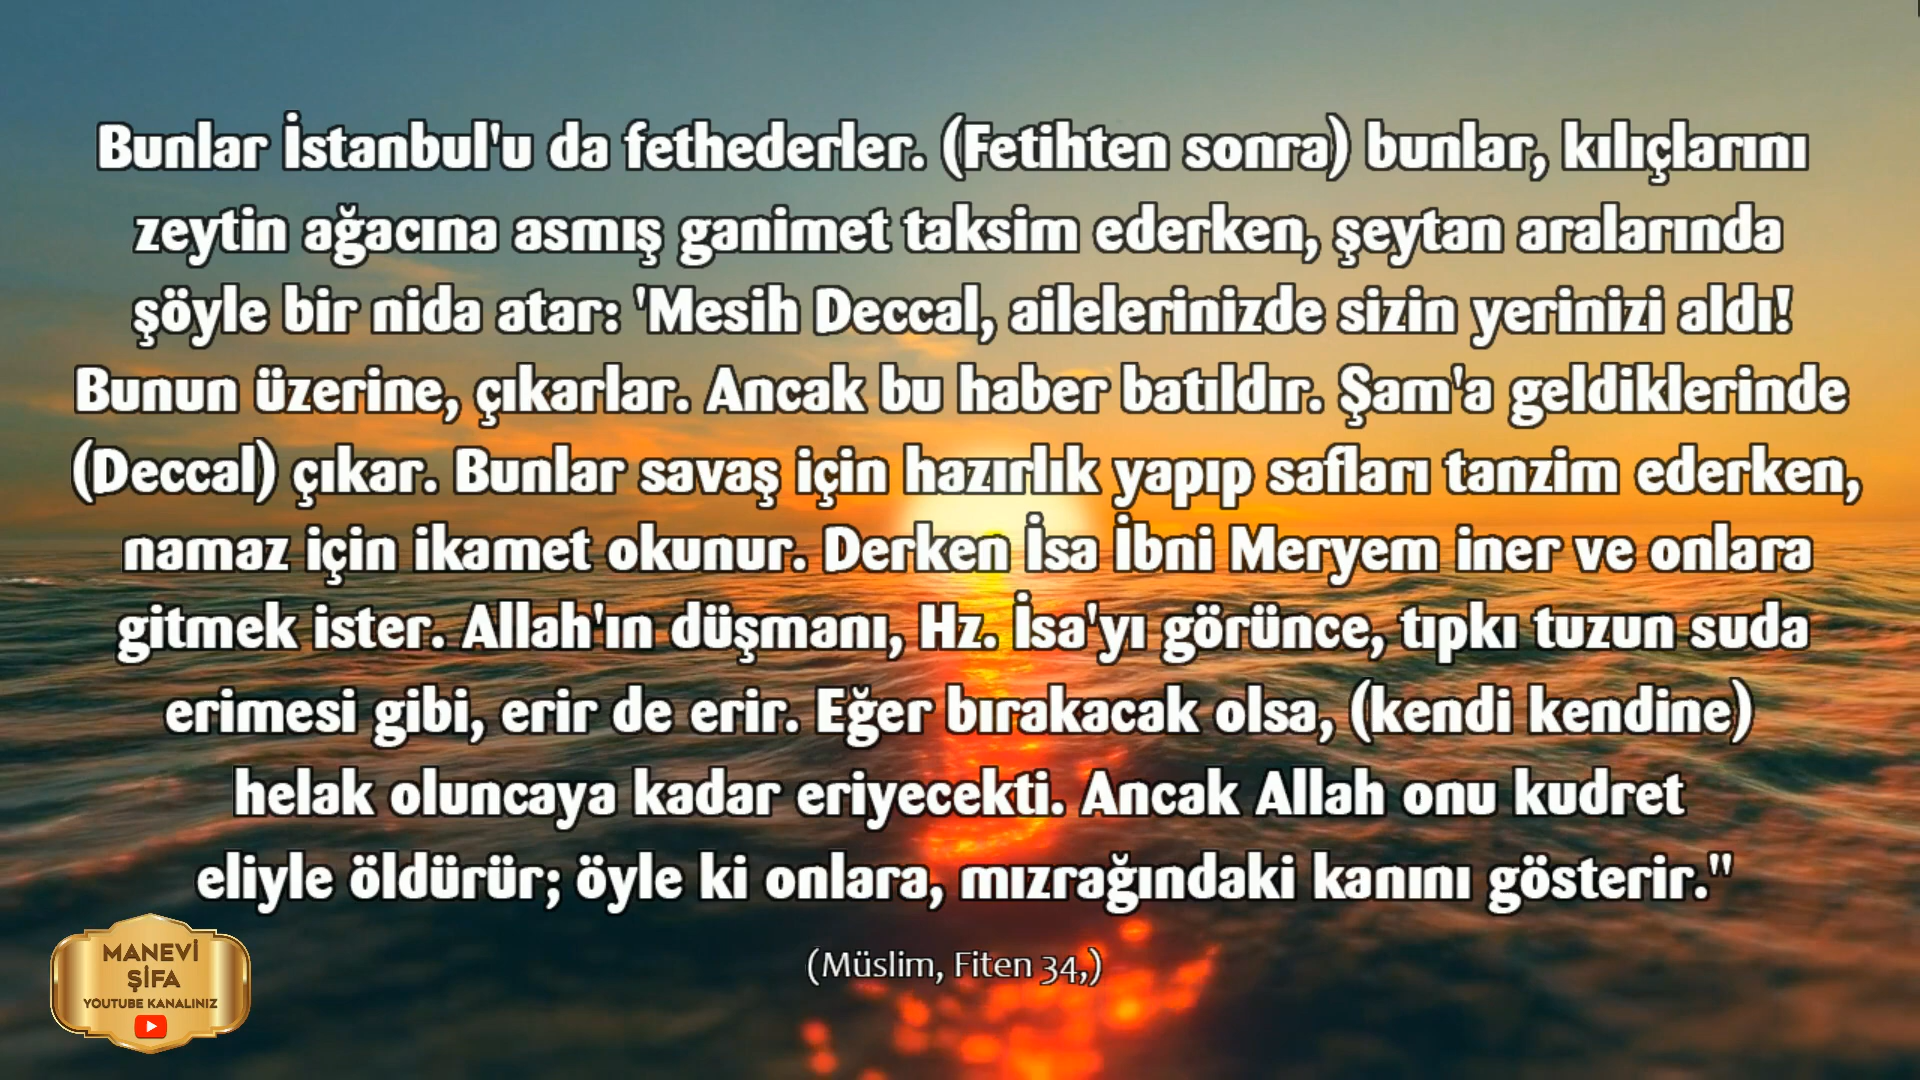 Bunlar İstanbul'u da fethederler. (Fetihten sonra) bunlar, kılıçlarını
zeytin ağacına asmış ganimet taksim ederken, şeytan aralarında
şöyle bir nida atar: 'Mesih Deccal, ailelerinizde sizin yerinizi aldı!
Bunun üzerine, çıkarlar. Ancak bu haber batıldır. Şam'a geldiklerinde
(Deccal) çıkar. Bunlar savaş için hazırlık yapıp safları tanzim ederken,
namaz için ikamet okunur. Derken İsa İbni Meryem iner ve onlara
gitmek ister. Allah'ın düşmanı, Hz. İsa'yı görünce, tıpkı tuzun suda
erimesi gibi, erir de erir. Eğer bırakacak olsa, (kendi kendine)
helak oluncaya kadar eriyecekti. Ancak Allah onu kudret
eliyle öldürür; öyle ki onlara, mızrağındaki kanını gösterir."
(Müslim, Fiten 34,)
MANEVİ
ŞİFA
YOUTUBE KANALINIZ